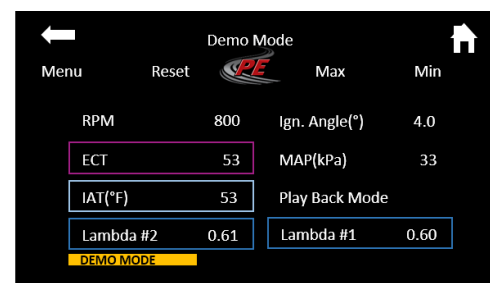 Demo Mode
Menu Reset PE Max Min
RPM 800 Ign. Angle(°) 4.0
ECT 53 MAP(kPa) 33
IAT(°F) 53 Play Back Mode
Lambda #2 0.61 Lambda #1 0.60
DEMO MODE